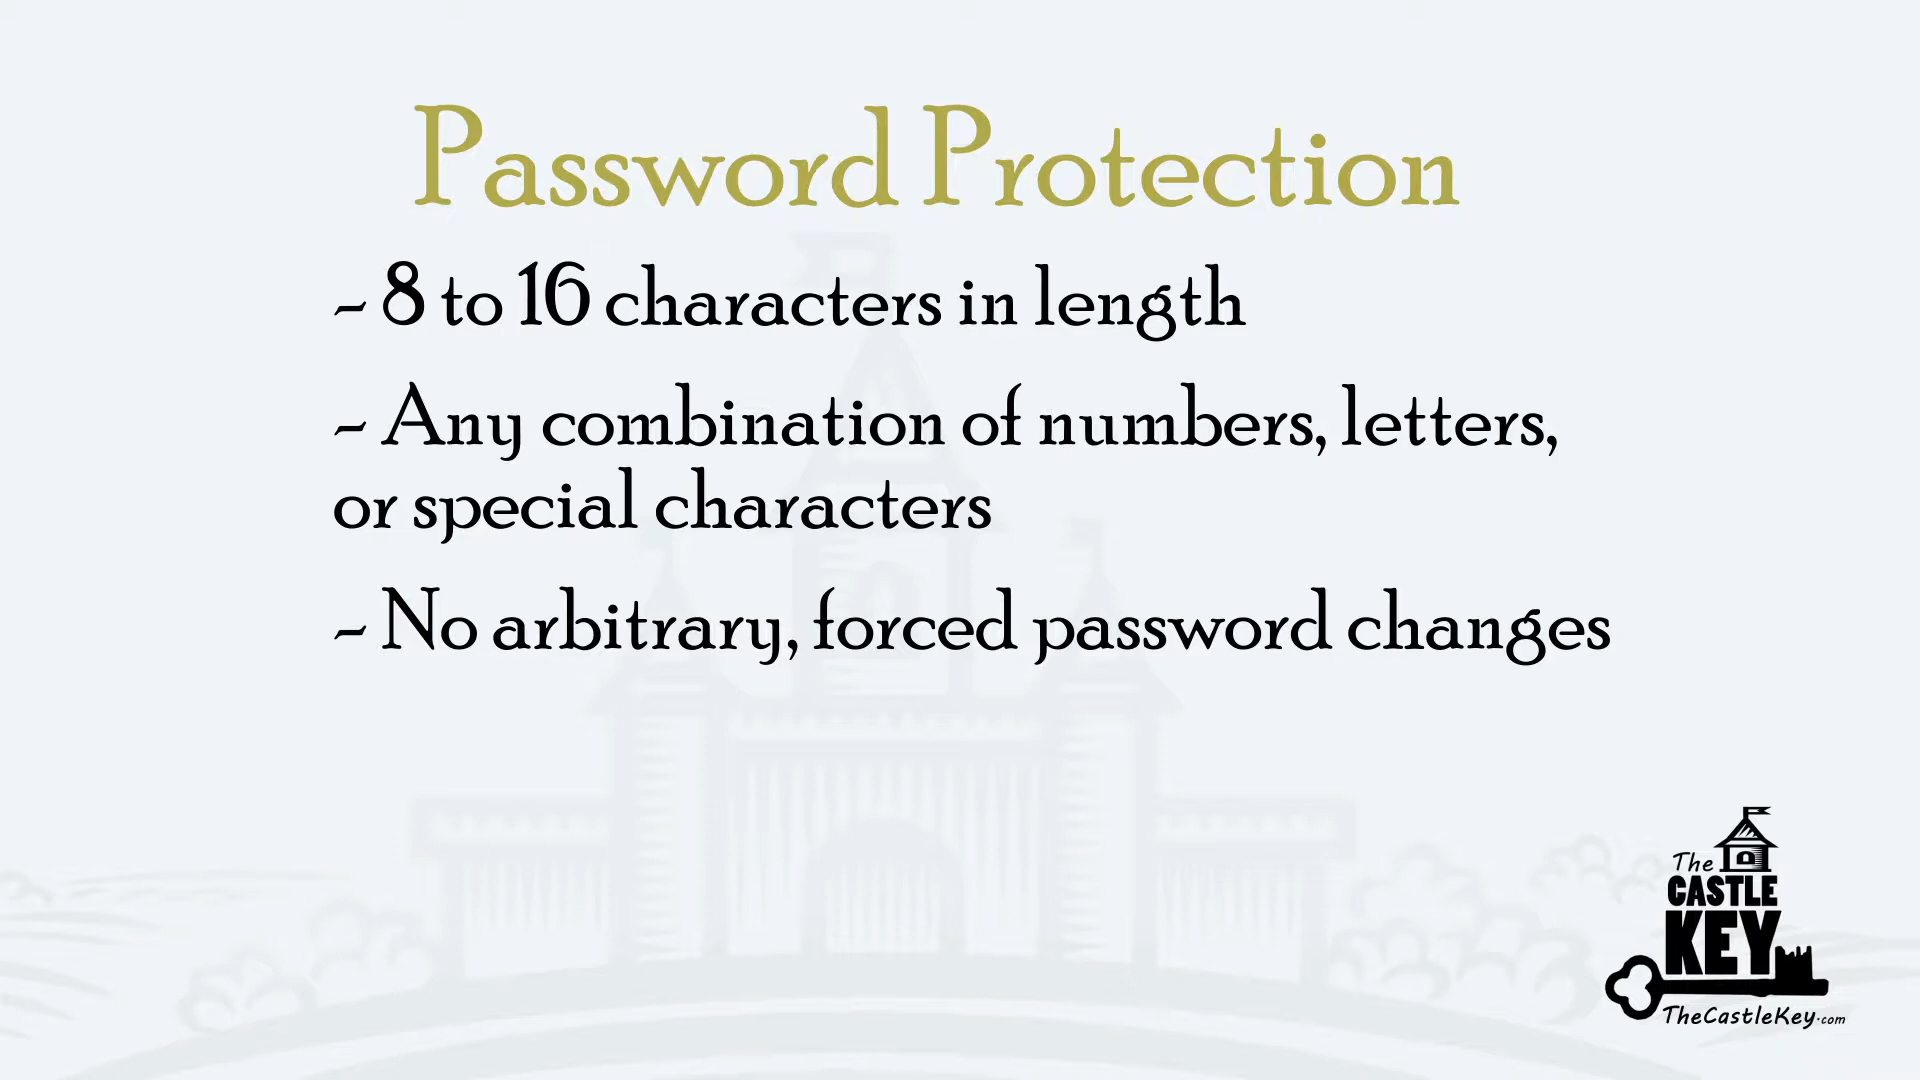 Password Protection
- 8 to 16 characters in length
- Any combination of numbers, letters,
or special characters
- No arbitrary, forced password changes
The
CASTLE
KEY
TheCastleKey.com